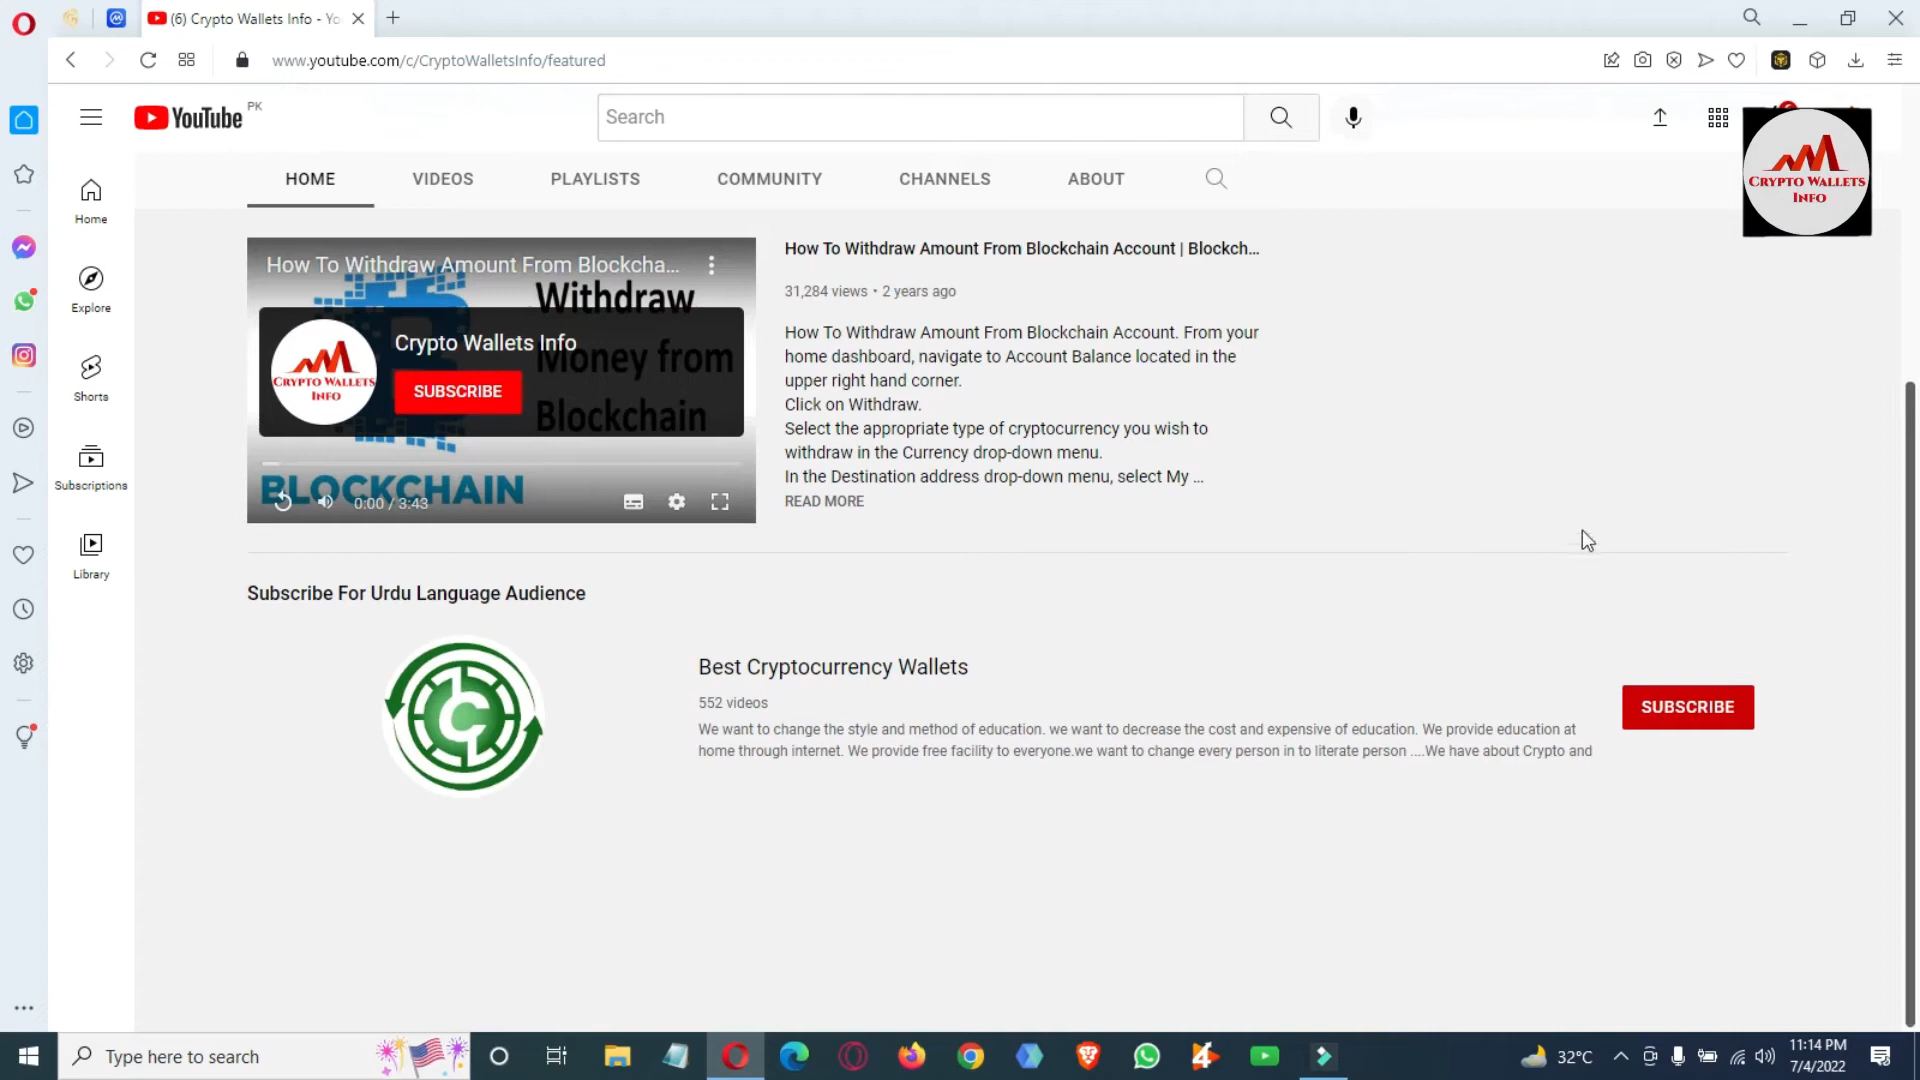 (6) Crypto Wallets Info - Yo
www.youtube.com/c/CryptoWalletsInfo/featured
YouTube PK
Search
CRYPTO WALLETS
INFO
HOME VIDEOS PLAYLISTS COMMUNITY CHANNELS ABOUT
Home
Explore
Shorts
Subscriptions
Library
How To Withdraw Amount From Blockcha...
Withdraw
Money from
Blockchain
BLOCKCHAIN
Crypto Wallets Info
SUBSCRIBE
CRYPTO WALLETS
INFO
0:00 / 3:43
How To Withdraw Amount From Blockchain Account | Blockch...
31,284 views • 2 years ago
How To Withdraw Amount From Blockchain Account. From your
home dashboard, navigate to Account Balance located in the
upper right hand corner.
Click on Withdraw.
Select the appropriate type of cryptocurrency you wish to
withdraw in the Currency drop-down menu.
In the Destination address drop-down menu, select My ...
READ MORE
Subscribe For Urdu Language Audience
Best Cryptocurrency Wallets
552 videos
We want to change the style and method of education. we want to decrease the cost and expensive of education. We provide education at
home through internet. We provide free facility to everyone.we want to change every person in to literate person ....We have about Crypto and
SUBSCRIBE
Type here to search
32°C
11:14 PM
7/4/2022